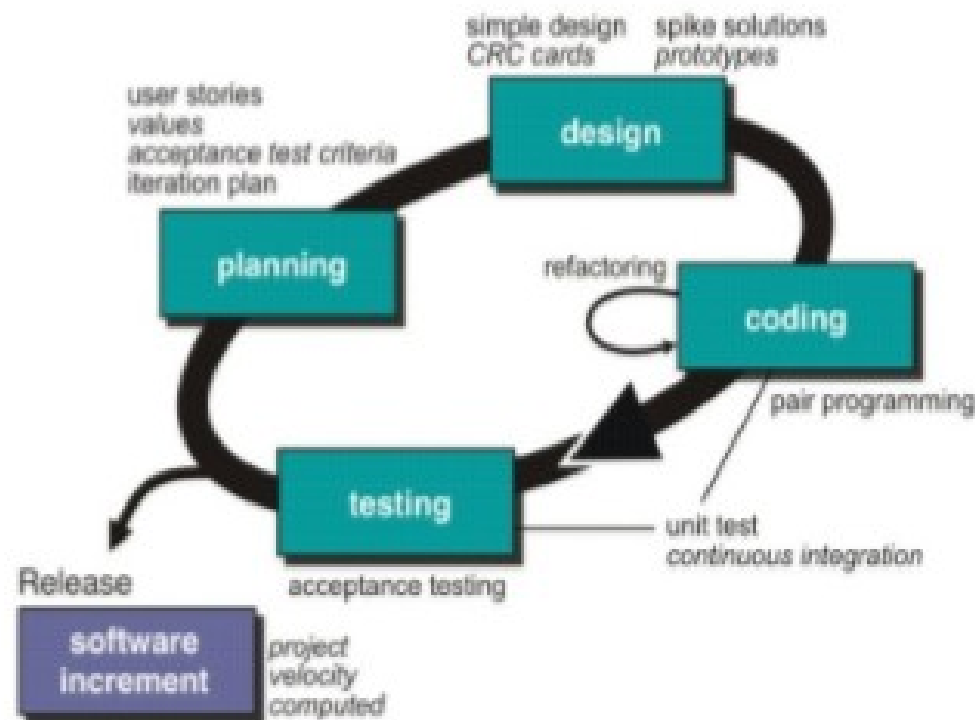 simple design
CRC cards
spike solutions
prototypes
user stories
values
acceptance test criteria
iteration plan
design
planning
refactoring
coding
pair programming
testing
unit test
continuous integration
acceptance testing
Release
software
increment
project
velocity
computed